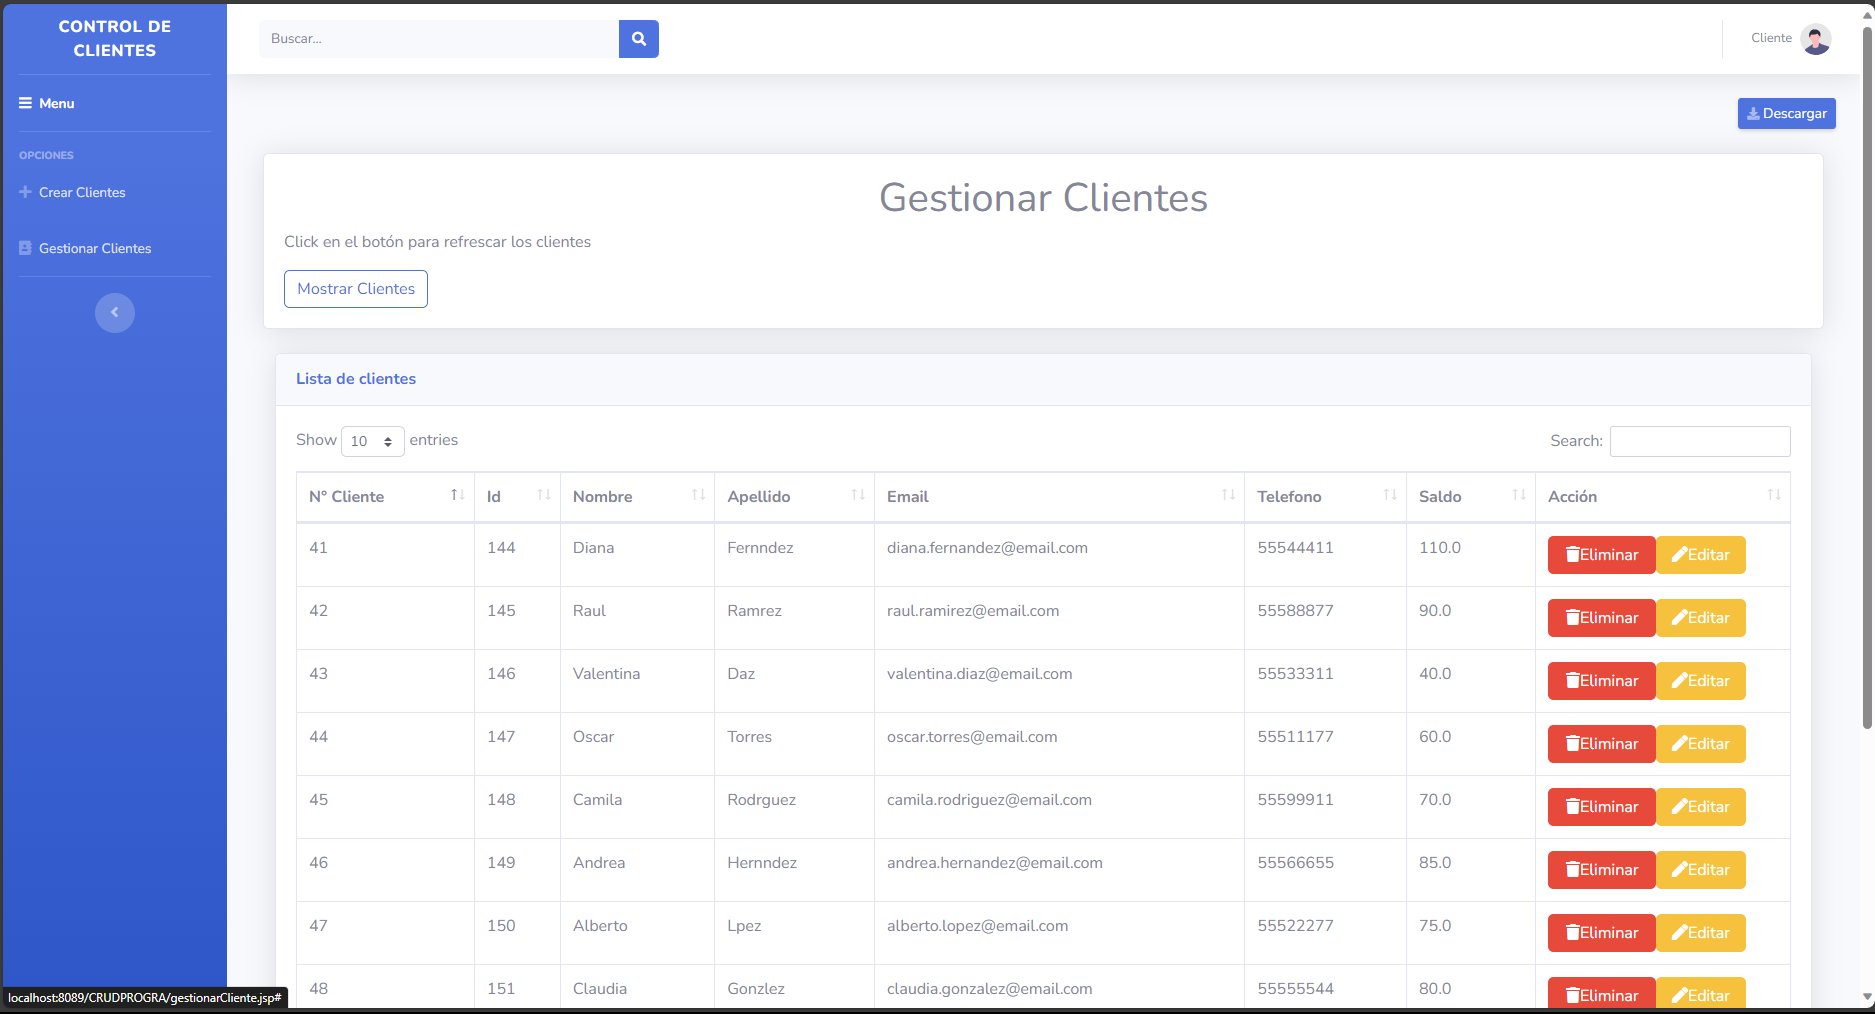 CONTROL DE
CLIENTES
Menu
OPCIONES
Crear Clientes
Gestionar Clientes
Buscar...
Cliente
Descargar
Gestionar Clientes
Click en el botón para refrescar los clientes
Mostrar Clientes
Lista de clientes
Show 10 entries
Search:
N° Cliente Id Nombre Apellido Email Telefono Saldo Acción
41 144 Diana Fernndez diana.fernandez@email.com 55544411 110.0 Eliminar Editar
42 145 Raul Ramrez raul.ramirez@email.com 55588877 90.0 Eliminar Editar
43 146 Valentina Daz valentina.diaz@email.com 55533311 40.0 Eliminar Editar
44 147 Oscar Torres oscar.torres@email.com 55511177 60.0 Eliminar Editar
45 148 Camila Rodrguez camila.rodriguez@email.com 55599911 70.0 Eliminar Editar
46 149 Andrea Hernndez andrea.hernandez@email.com 55566655 85.0 Eliminar Editar
47 150 Alberto Lpez alberto.lopez@email.com 55522277 75.0 Eliminar Editar
48 151 Claudia Gonzlez claudia.gonzalez@email.com 55555544 80.0 Eliminar Editar
localhost:8089/CRUDPROGRA/gestionarCliente.jsp#